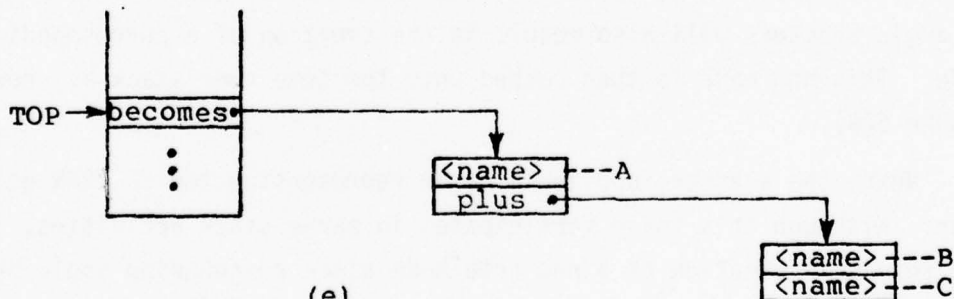 TOP
becomes
<name> ---A
plus
<name> ---B
<name> ---C
(e)